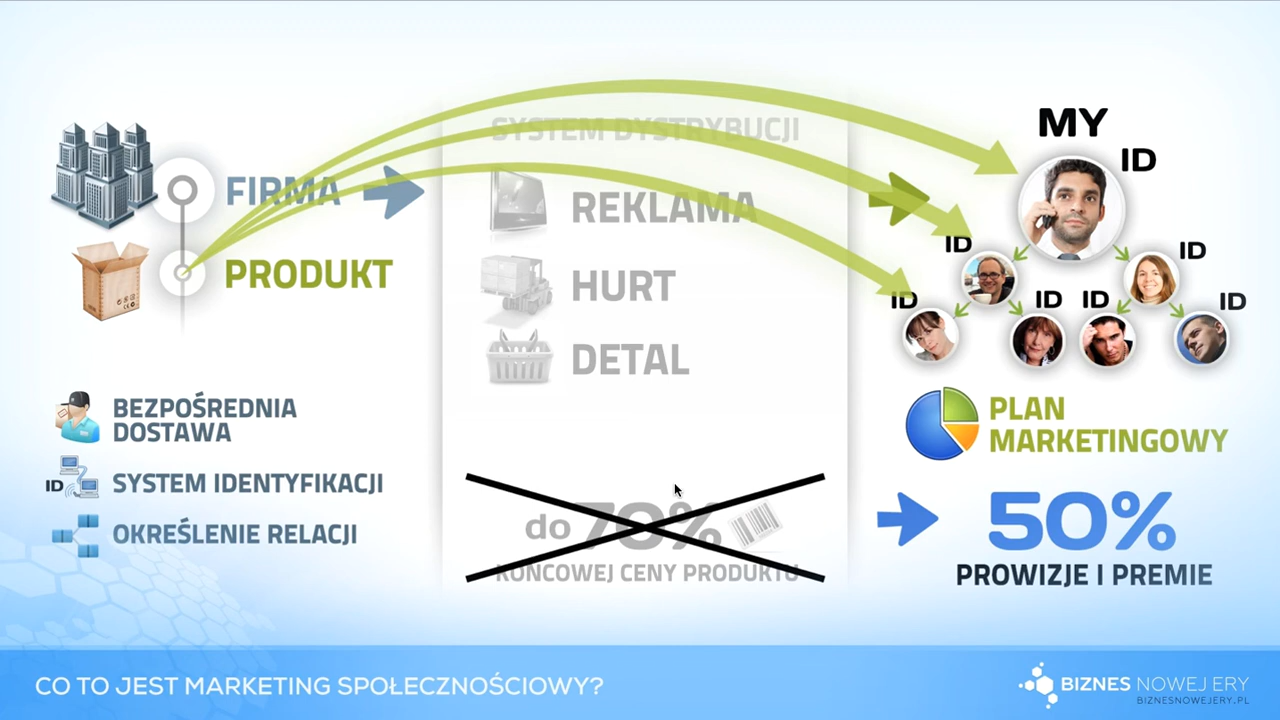 SYSTEM DYSTRYBUCJI
MY
ID
FIRMA
REKLAMA
ID
ID
PRODUKT
HURT
ID
ID
ID
ID
DETAL
BEZPOŚREDNIA
DOSTAWA
PLAN
MARKETINGOWY
ID
SYSTEM IDENTYFIKACJI
OKREŚLENIE RELACJI
do 70%
KOŃCOWEJ CENY PRODUKTU
50%
PROWIZJE I PREMIE
CO TO JEST MARKETING SPOŁECZNOŚCIOWY?
BIZNES NOWEJ ERY
BIZNESNOWEJERY.PL